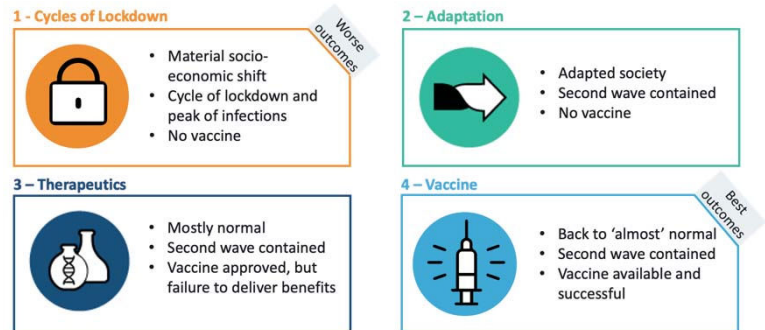 1 - Cycles of Lockdown
Worse
outcomes
• Material socio-
economic shift
• Cycle of lockdown and
peak of infections
• No vaccine
2 – Adaptation
• Adapted society
• Second wave contained
• No vaccine
3 – Therapeutics
• Mostly normal
• Second wave contained
• Vaccine approved, but
failure to deliver benefits
4 – Vaccine
Best
outcomes
• Back to ‘almost’ normal
• Second wave contained
• Vaccine available and
successful